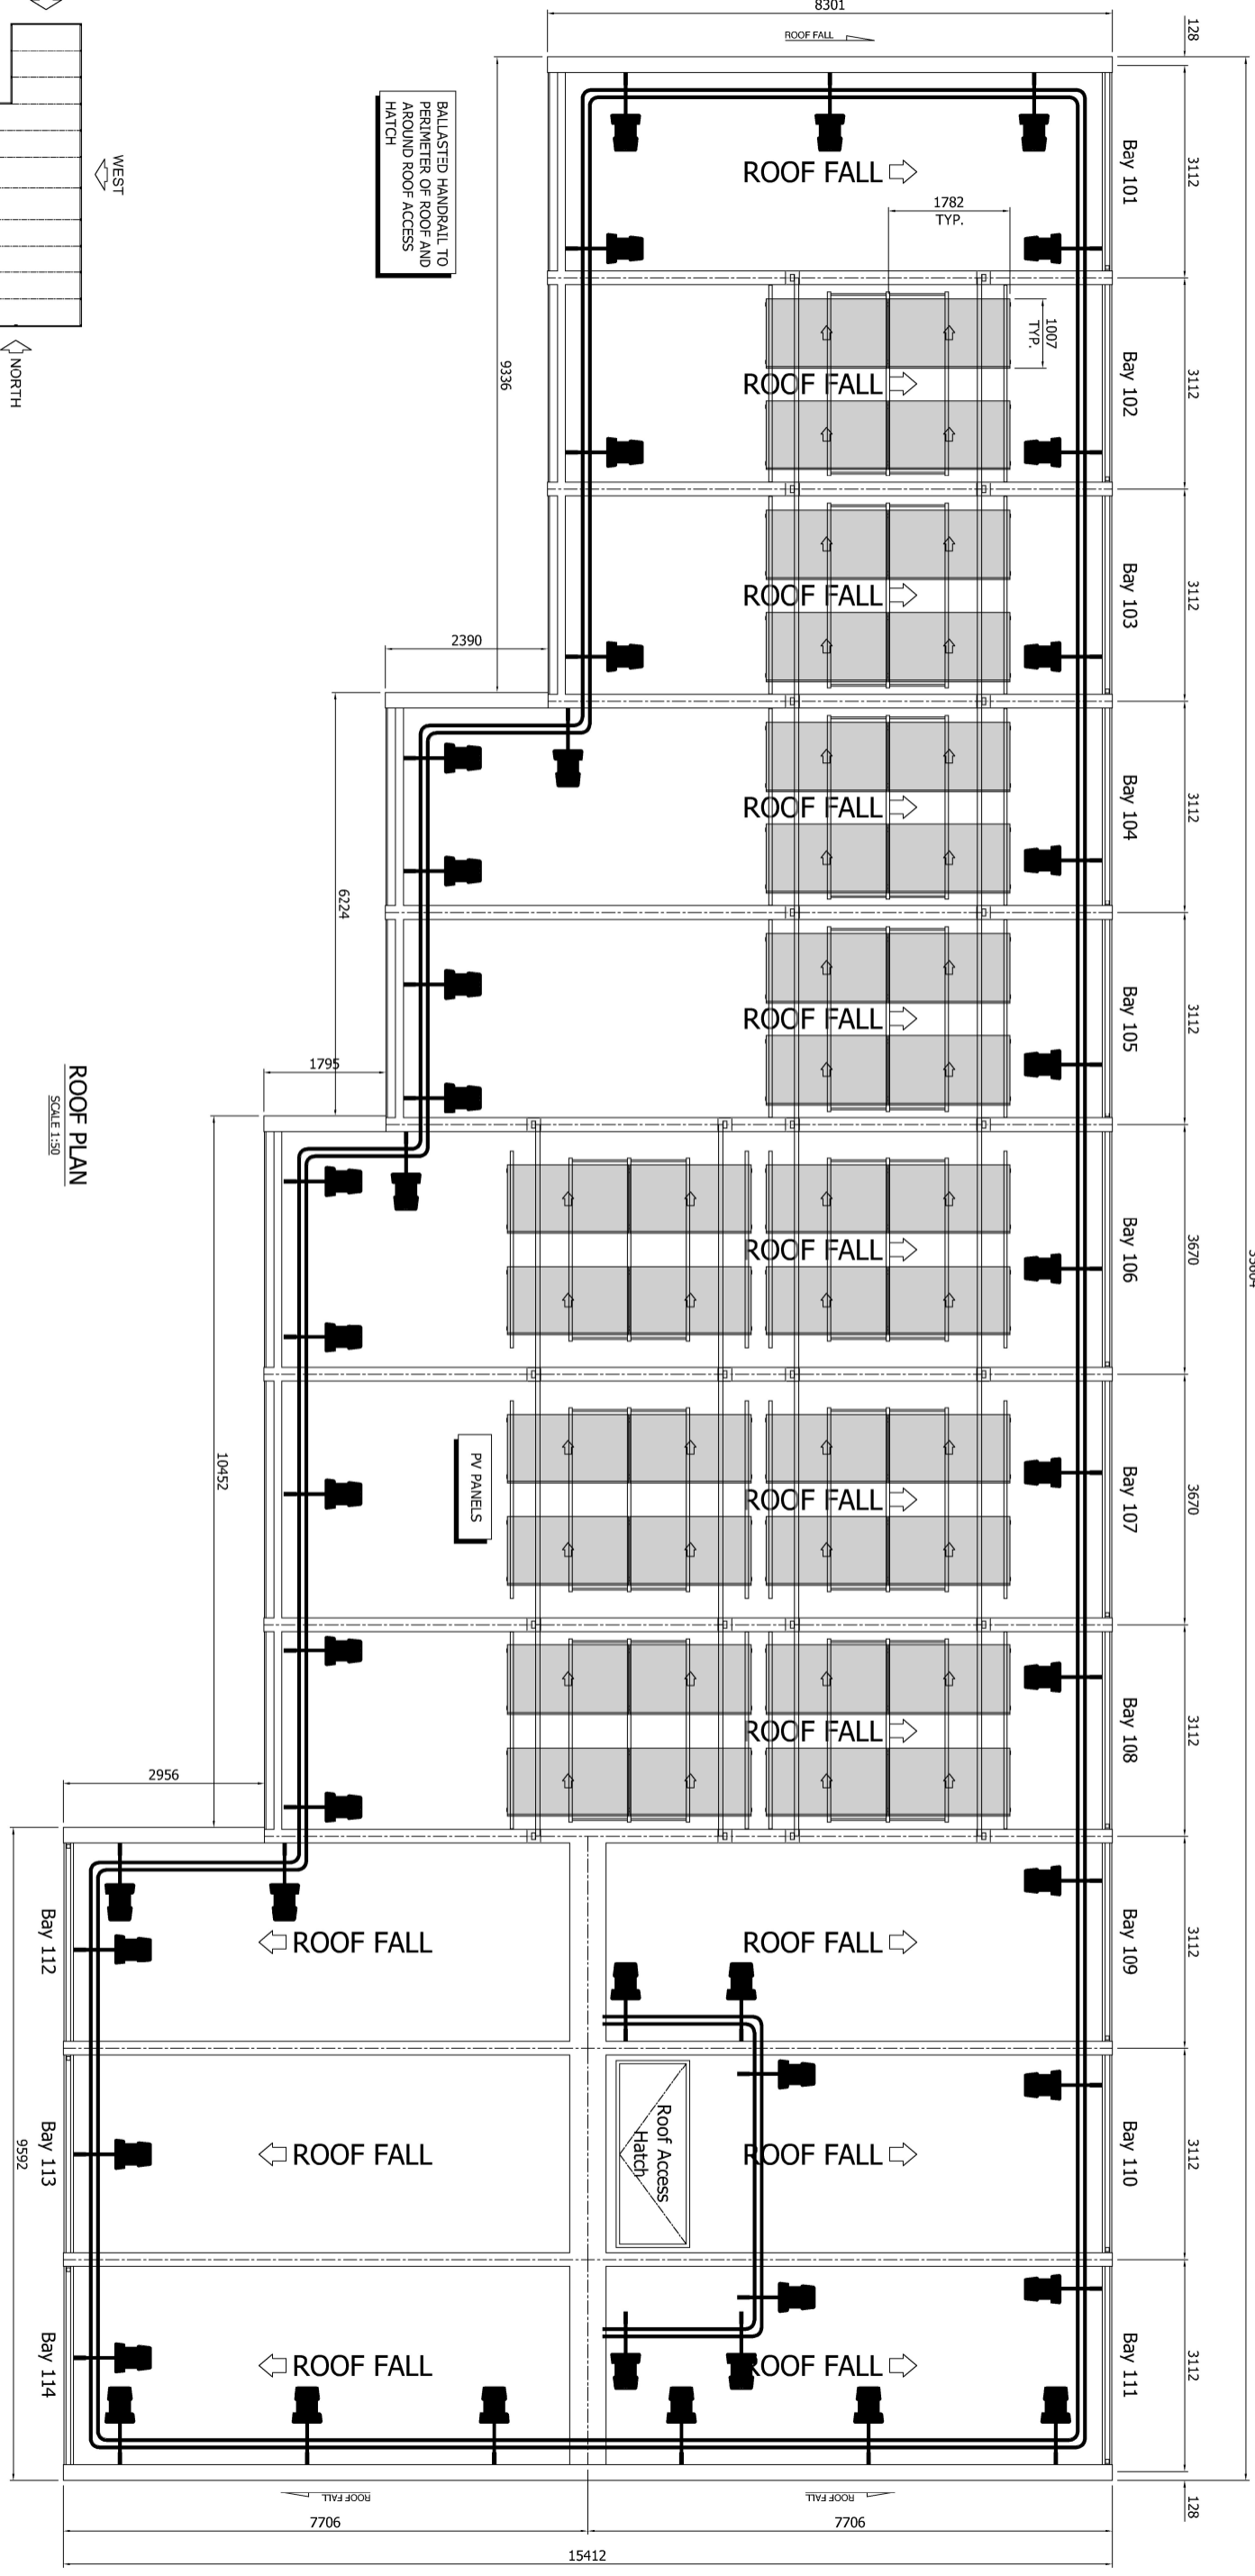 8301
128
ROOF FALL
WEST
NORTH
BALLASTED HANDRAIL TO
PERIMETER OF ROOF AND
AROUND ROOF ACCESS
HATCH
9336
ROOF FALL
Bay 101
3112
1782
TYP.
1007
TYP.
ROOF FALL
Bay 102
3112
ROOF FALL
Bay 103
3112
2390
ROOF FALL
Bay 104
3112
6224
ROOF FALL
Bay 105
3112
1795
ROOF PLAN
SCALE 1:50
ROOF FALL
Bay 106
3670
10452
PV PANELS
ROOF FALL
Bay 107
3670
ROOF FALL
Bay 108
3112
2956
Bay 112
ROOF FALL
ROOF FALL
Bay 109
3112
9592
Bay 113
ROOF FALL
Roof Access
Hatch
ROOF FALL
Bay 110
3112
Bay 114
ROOF FALL
ROOF FALL
Bay 111
3112
ROOF FALL
ROOF FALL
128
7706
7706
15412